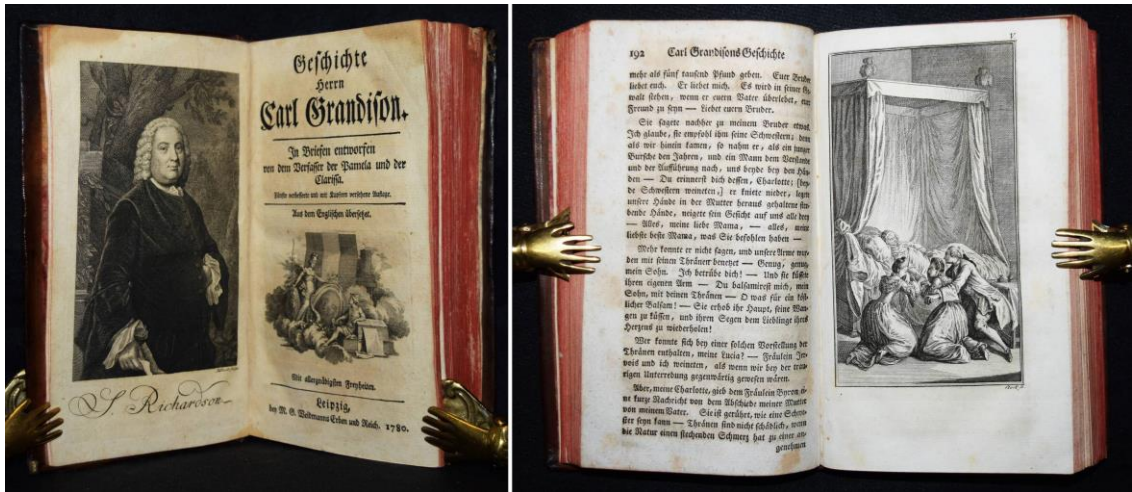 Geschichte
Herrn
Carl Grandison.
In Briefen entworfen
von dem Verfasser der Pamela und der
Clarissa.
Aus dem Englischen übersetzt.
Mit allergnädigsten Freyheiten.
Leipzig,
bey M. G. Weidmanns Erben und Reich. 1780.
S. Richardson
192 Carl Grandisons Geschichte
mehr als fünf tausend Pfund geben. Euer Bruder
liebet euch. Er liebet mich. Es wird in seiner Ge-
walt stehen, wenn er euern Vater überlebet, euer
Freund zu seyn — Liebet euern Bruder.
Sie sagete nachher zu meinem Bruder etwas.
Ich glaube, sie empfohl ihm seine Schwestern; denn
als wir hinein kamen, so nahm er, als ein junger
Bursche den Jahren, und ein Mann dem Verstande
und der Aufführung nach, uns beyde bey den Hän-
den — Du erinnerst dich dessen, Charlotte; [bey-
de Schwestern weineten,] er kniete nieder, legete
unsere Hände in der Mutter heraus gehaltene ster-
bende Hände, neigete sein Gesicht auf uns alle drey
— Alles, meine liebe Mama, — alles, meine
liebste beste Mama, was Sie befohlen haben —
Mehr konnte er nicht sagen, und unsere Arme wur-
den mit seinen Thränen benetzet — Genug, genug,
mein Sohn. Ich betrübe dich! — Und sie küssete
ihren eigenen Arm — Du balsamirest mich, mein
Sohn, mit deinen Thränen — O was für ein köst-
licher Balsam! — Sie erhob ihr Haupt, seine Wan-
gen zu küssen, und ihren Segen dem Lieblinge ihres
Herzens zu wiederholen!
Wer konnte sich bey einer solchen Vorstellung der
Thränen enthalten, meine Lucia? — Fräulein Jer-
vois und ich weineten, als wenn wir bey der trau-
rigen Unterredung gegenwärtig gewesen wären.
Aber, meine Charlotte, gieb dem Fräulein Byron ei-
ne kurze Nachricht von dem Abschiede meiner Mutter
von meinem Vater. Sie ist gerührt, wie eine Schwe-
ster seyn kann — Thränen sind nicht schädlich, wenn
die Natur einen stechenden Schmerz hat zu einer an-
genehmen
V